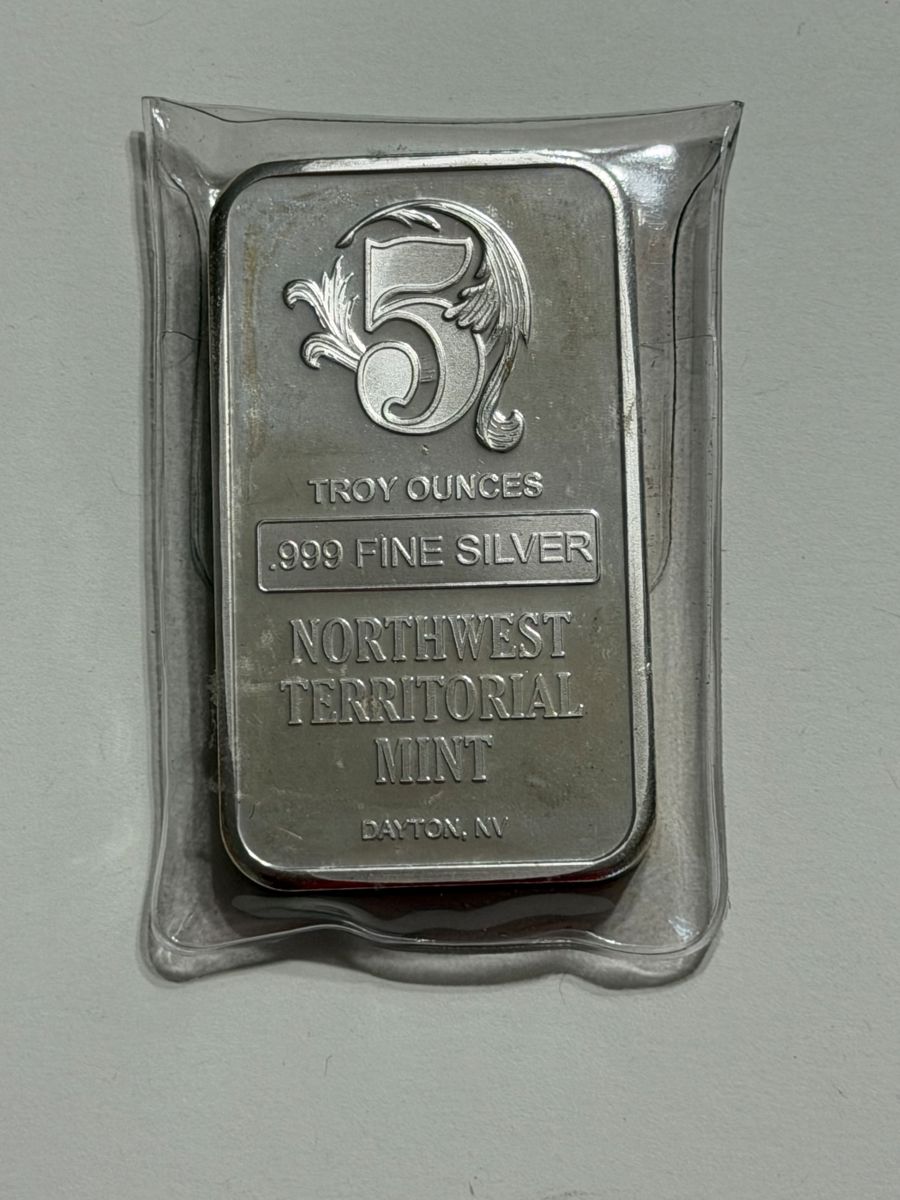 5
TROY OUNCES
.999 FINE SILVER
NORTHWEST
TERRITORIAL
MINT
DAYTON, NV